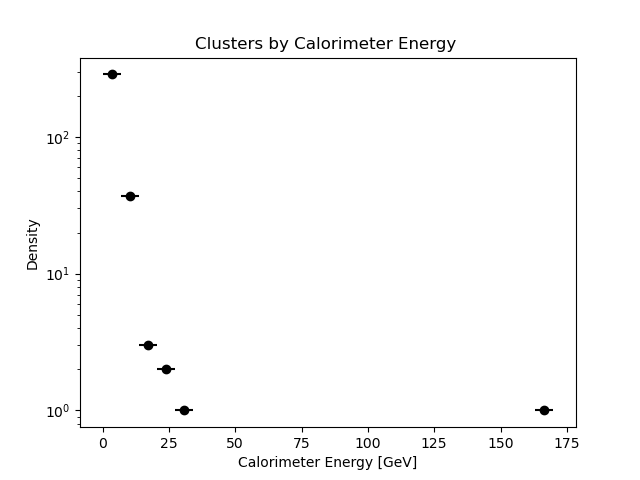 Clusters by Calorimeter Energy
Density
10²
10¹
10⁰
0 25 50 75 100 125 150 175
Calorimeter Energy [GeV]